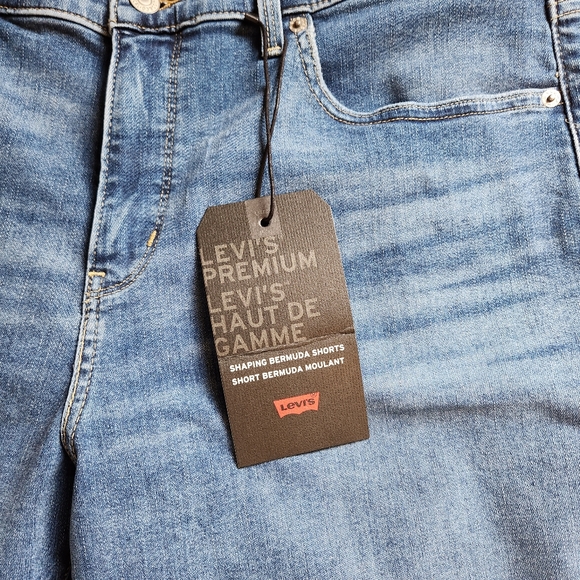 LEVI'S
PREMIUM
LEVI'S
HAUT DE
GAMME
SHAPING BERMUDA SHORTS
SHORT BERMUDA MOULANT
Levi's